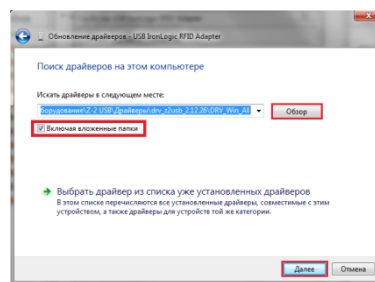 Обновление драйверов - USB IronLogic RFID Adapter
Поиск драйверов на этом компьютере
Искать драйверы в следующем месте:
борудование\Z-2 USB\Драйверы\drv_z2usb_2.12.26\DRV_Win_All
Обзор
Включая вложенные папки
Выбрать драйвер из списка уже установленных драйверов
В этом списке перечисляются все установленные драйверы, совместимые с этим
устройством, а также драйверы для устройств той же категории.
Далее
Отмена